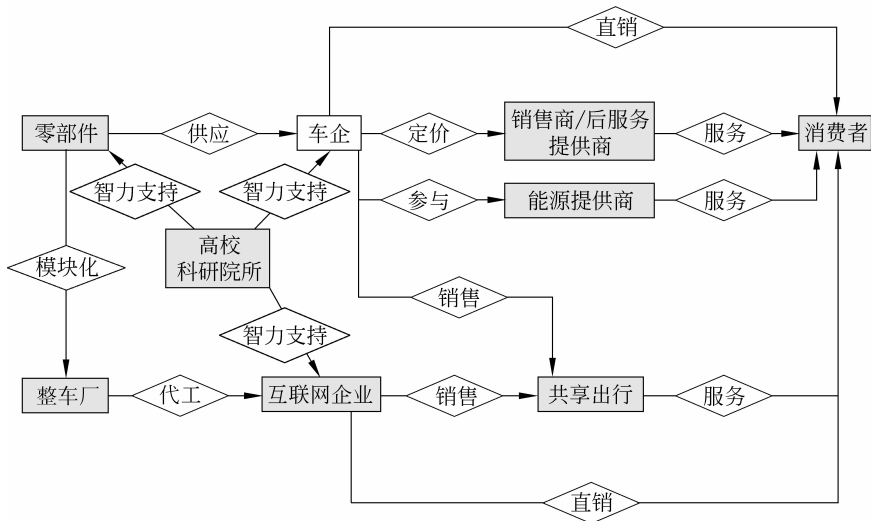 直销
零部件
供应
车企
定价
销售商/后服务
提供商
服务
消费者
智力支持
智力支持
参与
能源提供商
服务
高校
科研院所
模块化
销售
智力支持
整车厂
代工
互联网企业
销售
共享出行
服务
直销